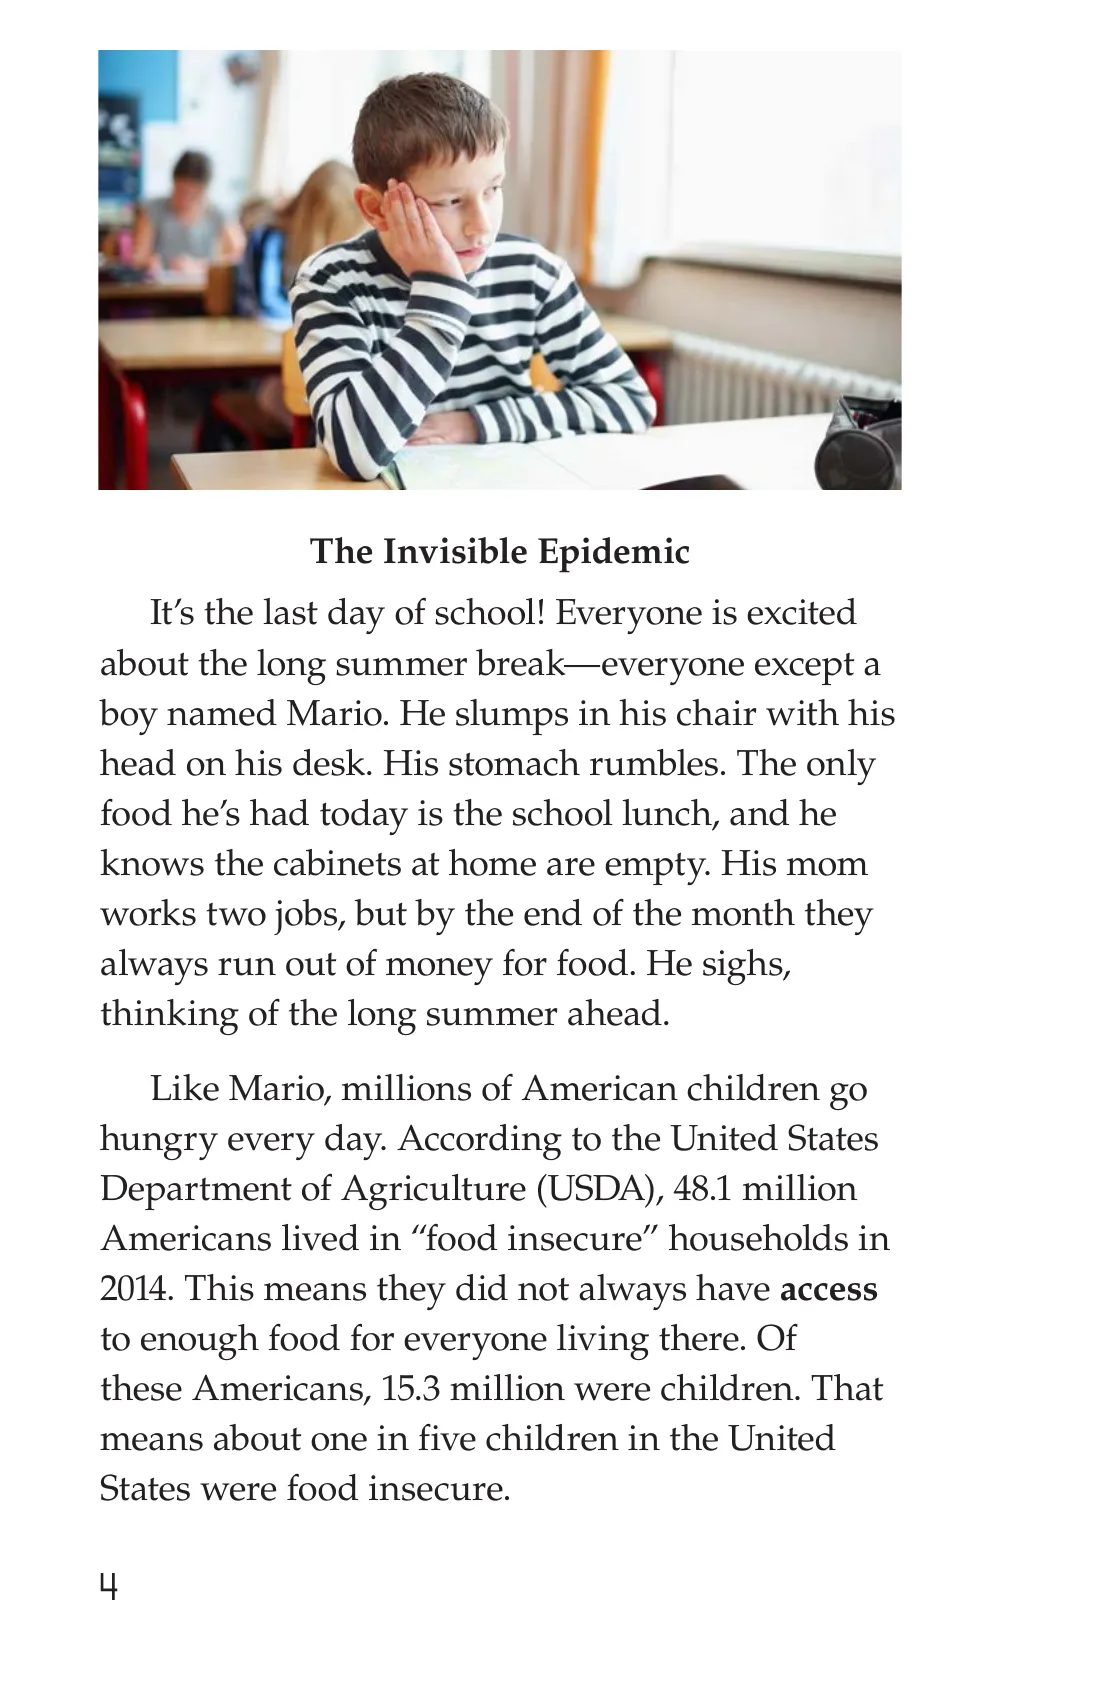 The Invisible Epidemic
It’s the last day of school! Everyone is excited
about the long summer break—everyone except a
boy named Mario. He slumps in his chair with his
head on his desk. His stomach rumbles. The only
food he’s had today is the school lunch, and he
knows the cabinets at home are empty. His mom
works two jobs, but by the end of the month they
always run out of money for food. He sighs,
thinking of the long summer ahead.
Like Mario, millions of American children go
hungry every day. According to the United States
Department of Agriculture (USDA), 48.1 million
Americans lived in “food insecure” households in
2014. This means they did not always have access
to enough food for everyone living there. Of
these Americans, 15.3 million were children. That
means about one in five children in the United
States were food insecure.
4